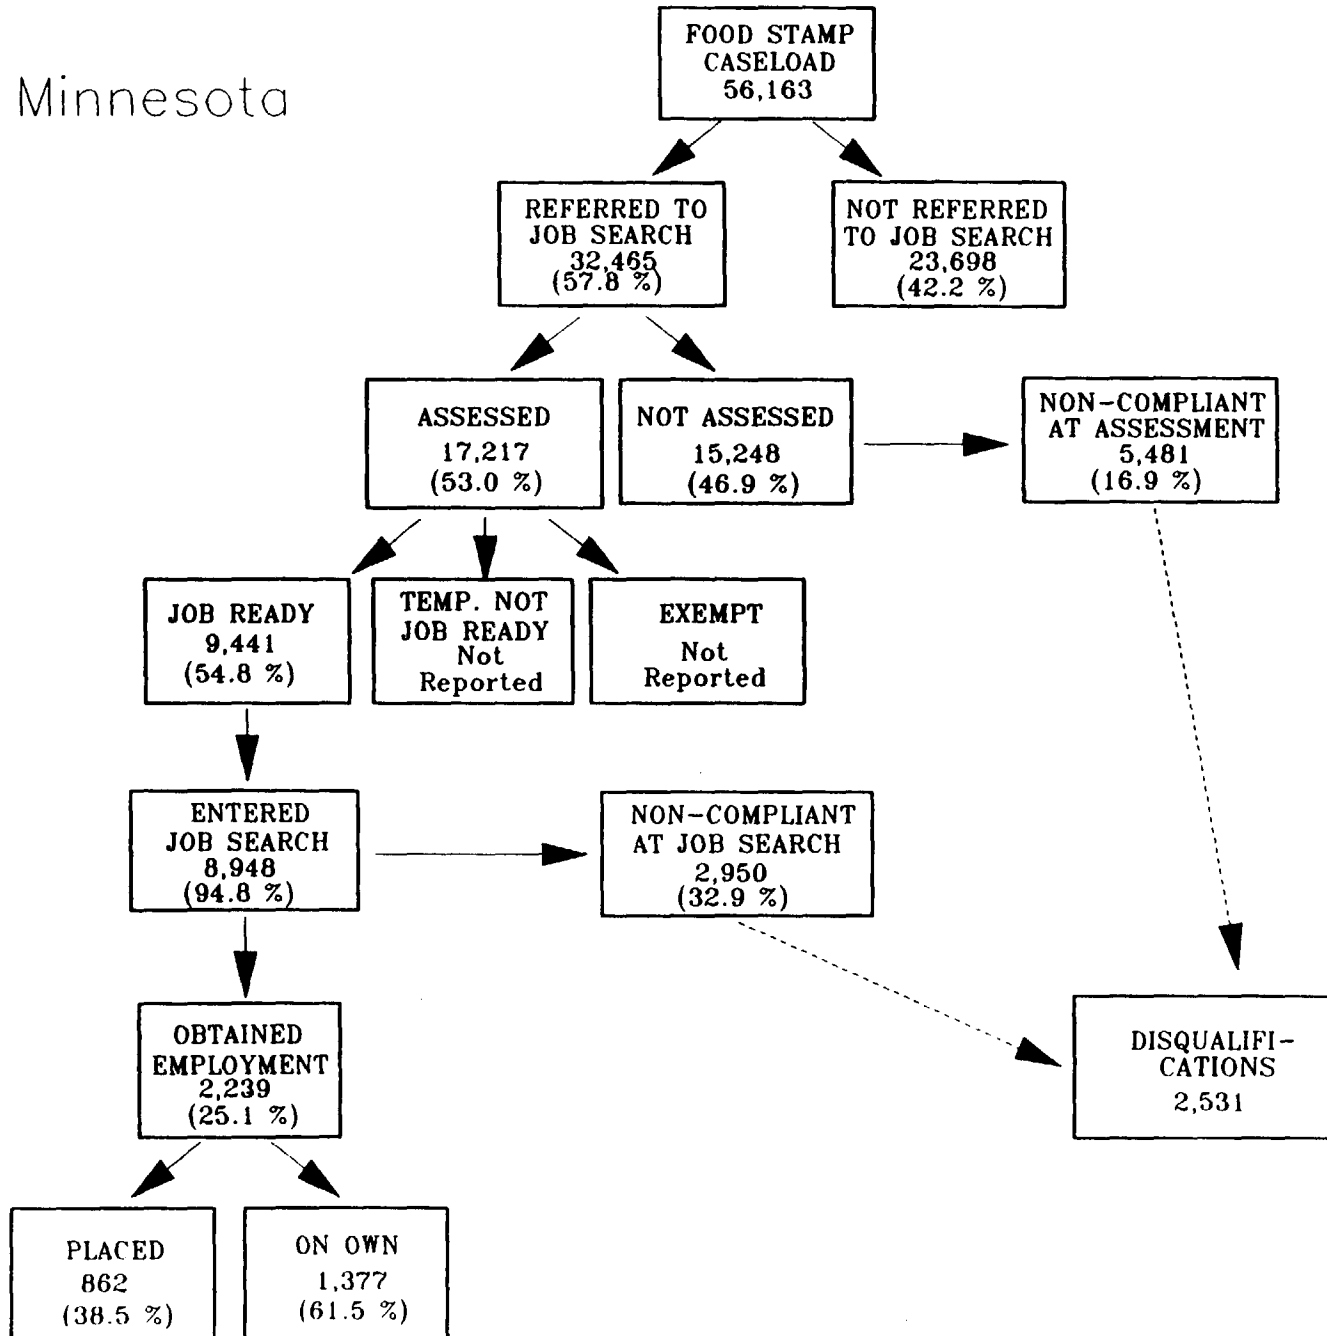 Minnesota
FOOD STAMP
CASELOAD
56,163
REFERRED TO
JOB SEARCH
32,465
(57.8 %)
NOT REFERRED
TO JOB SEARCH
23,698
(42.2 %)
ASSESSED
17,217
(53.0 %)
NOT ASSESSED
15,248
(46.9 %)
NON-COMPLIANT
AT ASSESSMENT
5,481
(16.9 %)
JOB READY
9,441
(54.8 %)
TEMP. NOT
JOB READY
Not
Reported
EXEMPT
Not
Reported
ENTERED
JOB SEARCH
8,948
(94.8 %)
NON-COMPLIANT
AT JOB SEARCH
2,950
(32.9 %)
OBTAINED
EMPLOYMENT
2,239
(25.1 %)
DISQUALIFI-
CATIONS
2,531
PLACED
862
(38.5 %)
ON OWN
1,377
(61.5 %)